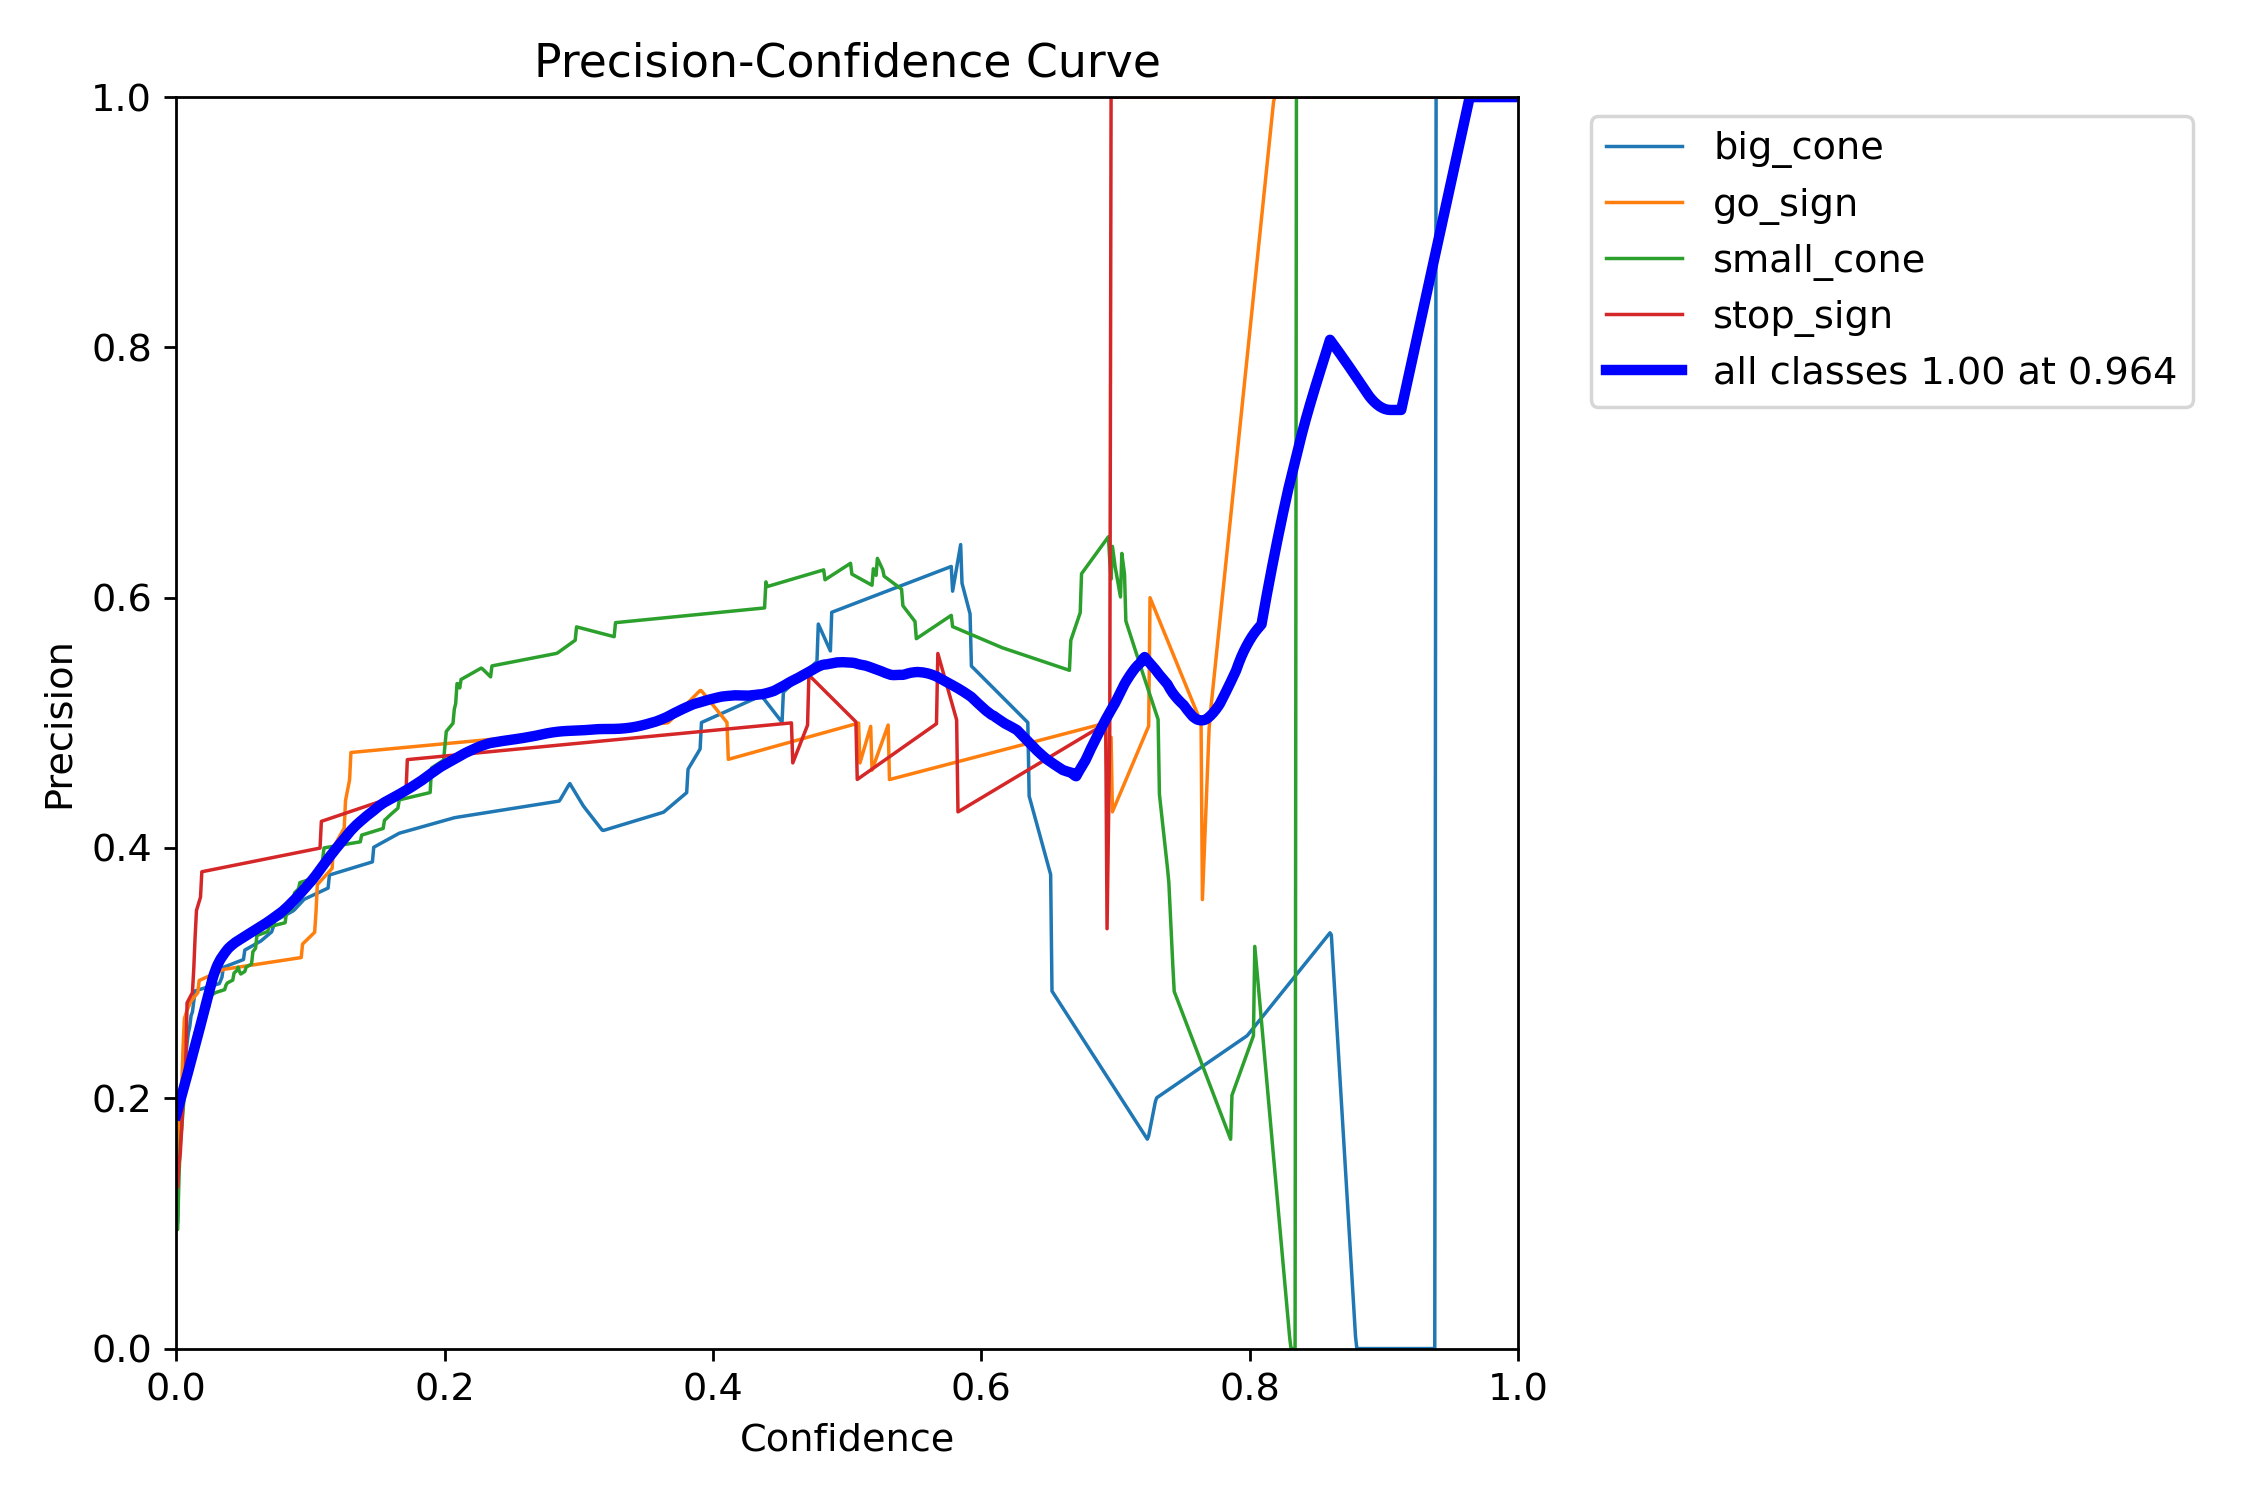 Precision-Confidence Curve
1.0
0.8
0.6
0.4
0.2
0.0
Precision
0.0 0.2 0.4 0.6 0.8 1.0
Confidence
big_cone
go_sign
small_cone
stop_sign
all classes 1.00 at 0.964